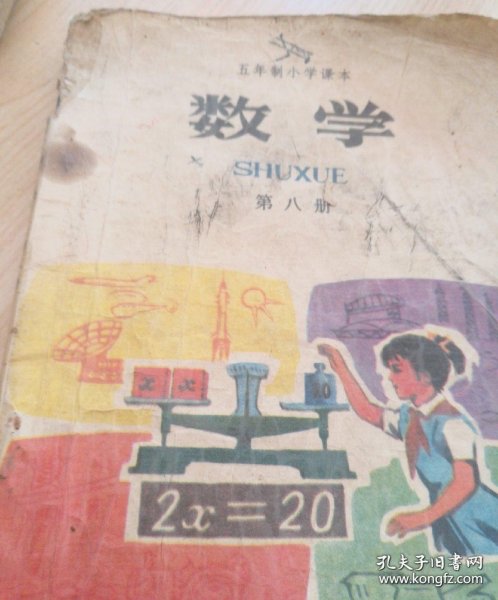 五年制小学课本
数学
SHUXUE
第八册
x x
10
2x=20
孔夫子旧书网
www.kongfz.com